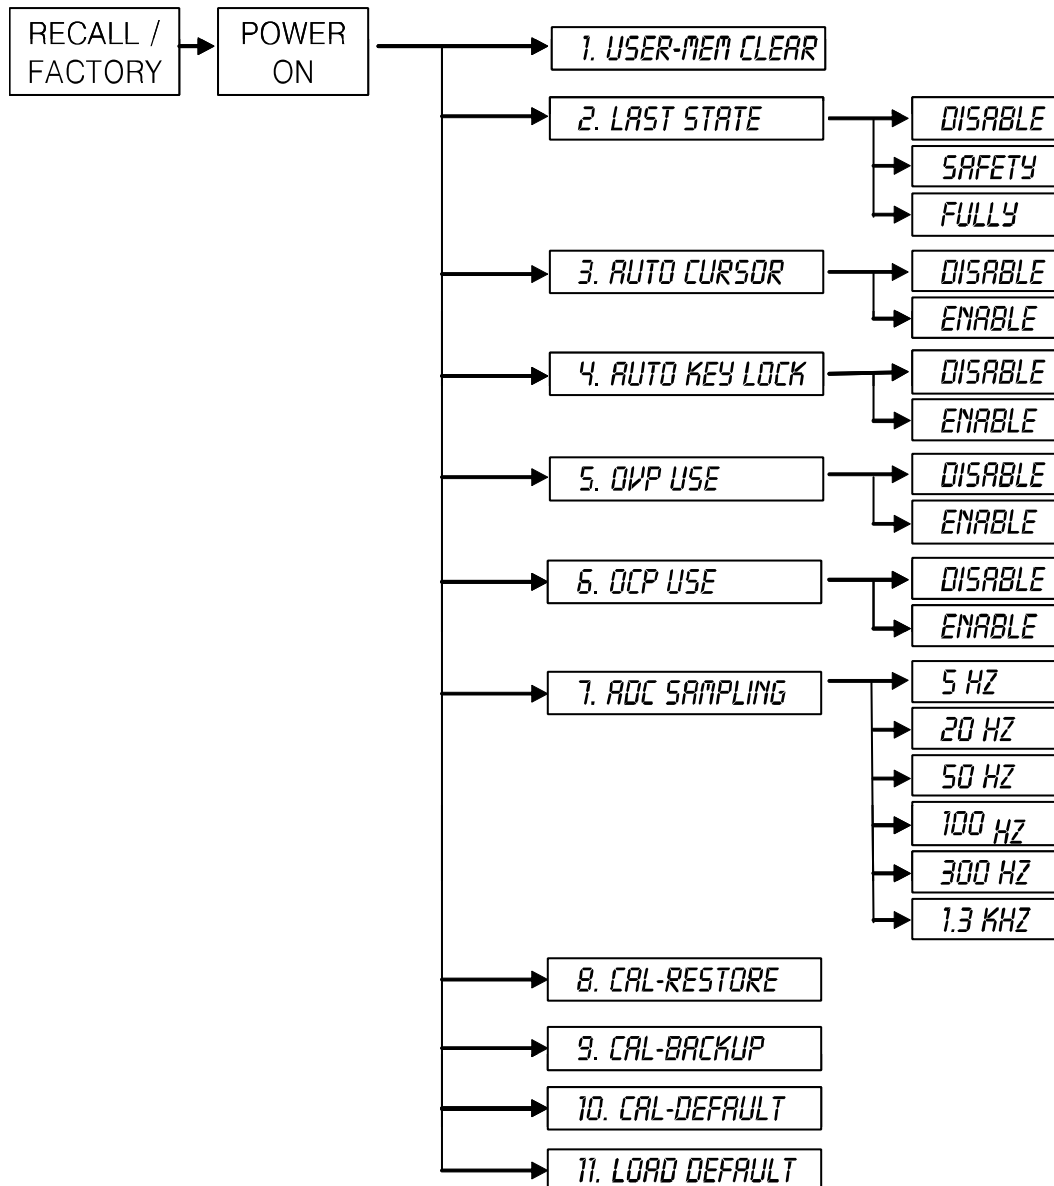 RECALL /
FACTORY
POWER
ON
1. USER-MEM CLEAR
2. LAST STATE
DISABLE
SAFETY
FULLY
3. AUTO CURSOR
DISABLE
ENABLE
4. AUTO KEY LOCK
DISABLE
ENABLE
5. OVP USE
DISABLE
ENABLE
6. OCP USE
DISABLE
ENABLE
7. ADC SAMPLING
5 HZ
20 HZ
50 HZ
100 HZ
300 HZ
1.3 KHZ
8. CAL-RESTORE
9. CAL-BACKUP
10. CAL-DEFAULT
11. LOAD DEFAULT